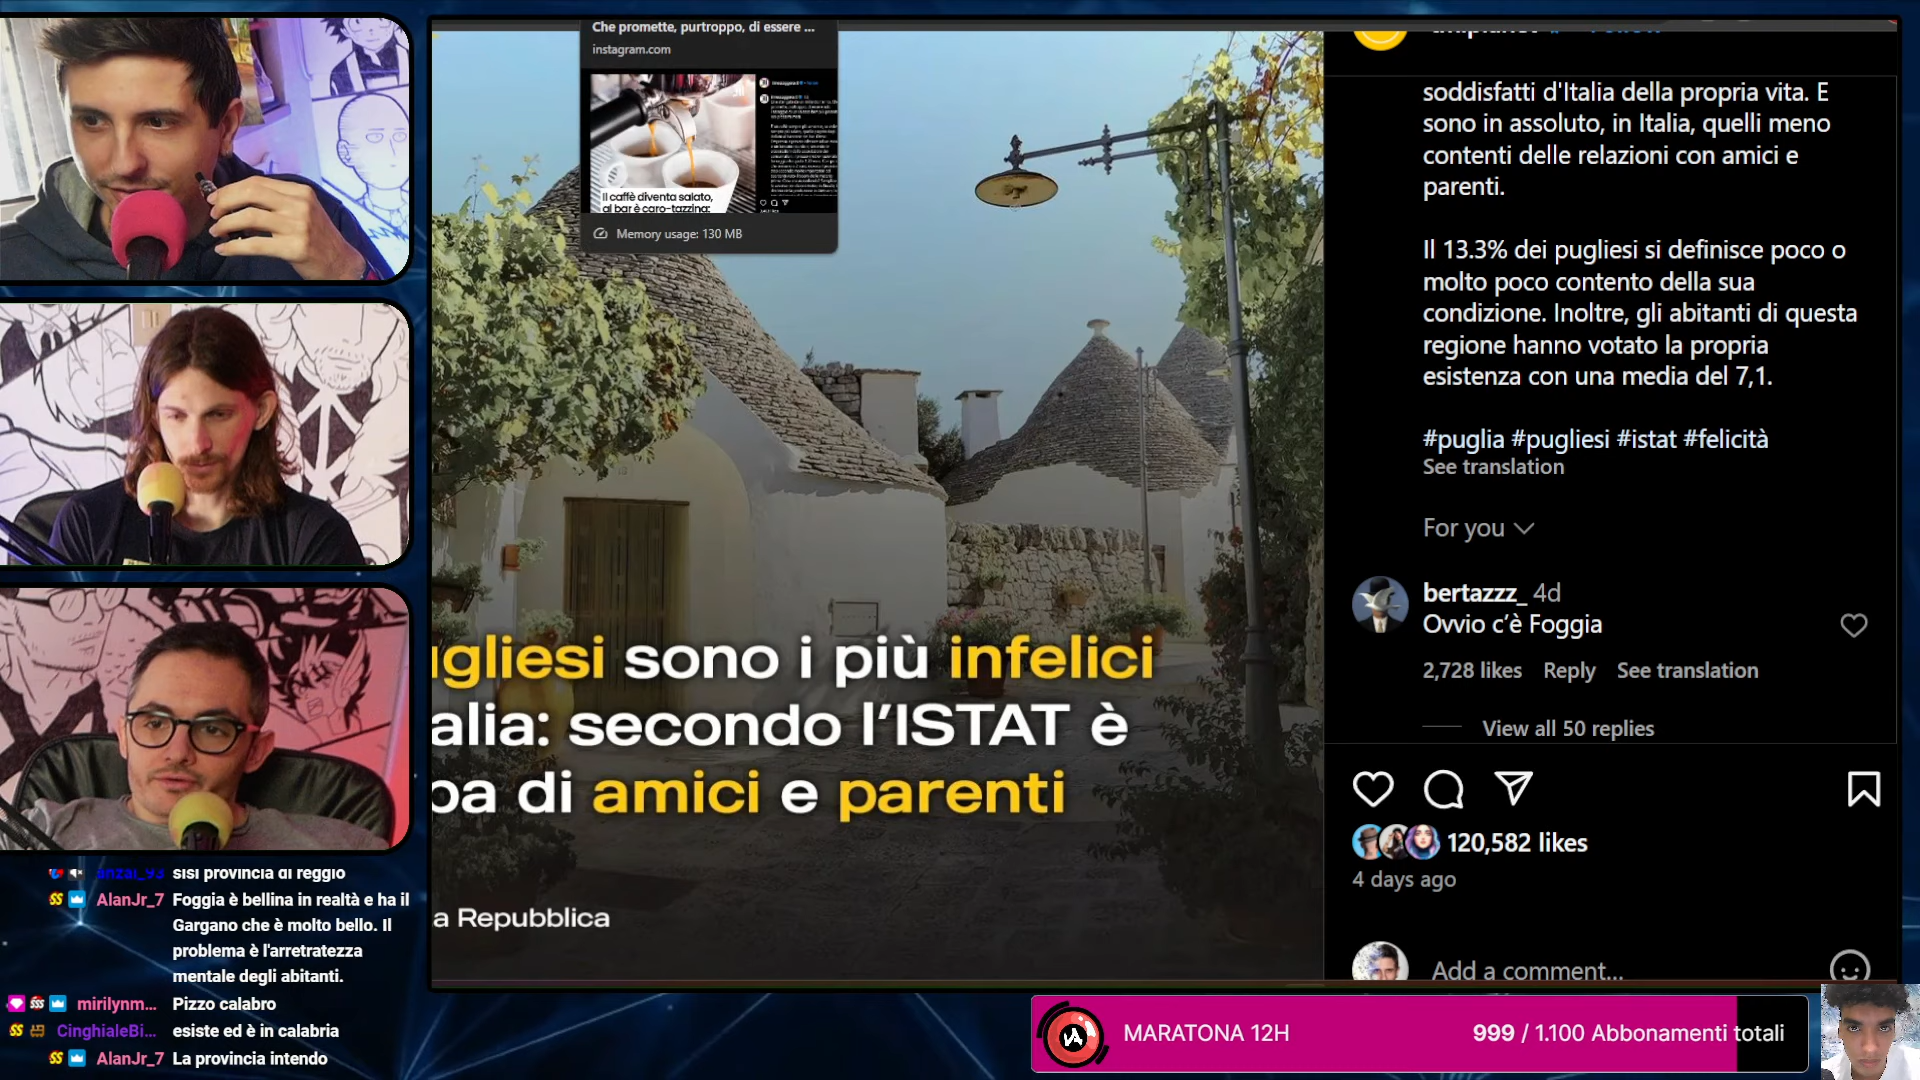 Che promette, purtroppo, di essere ...
instagram.com
Il caffè diventa salato,
al bar è caro-tazzina:
Memory usage: 130 MB
soddisfatti d'Italia della propria vita. E
sono in assoluto, in Italia, quelli meno
contenti delle relazioni con amici e
parenti.
Il 13.3% dei pugliesi si definisce poco o
molto poco contento della sua
condizione. Inoltre, gli abitanti di questa
regione hanno votato la propria
esistenza con una media del 7,1.
#puglia #pugliesi #istat #felicità
See translation
For you
bertazzz_ 4d
Ovvio c'è Foggia
2,728 likes Reply See translation
View all 50 replies
120,582 likes
4 days ago
Add a comment...
gliesi sono i più infelici
alia: secondo l'ISTAT è
pa di amici e parenti
a Repubblica
sisi provincia di reggio
AlanJr_7 Foggia è bellina in realtà e ha il
Gargano che è molto bello. Il
problema è l'arretratezza
mentale degli abitanti.
mirilynm... Pizzo calabro
CinghialeBi... esiste ed è in calabria
AlanJr_7 La provincia intendo
MARATONA 12H 999 / 1.100 Abbonamenti totali